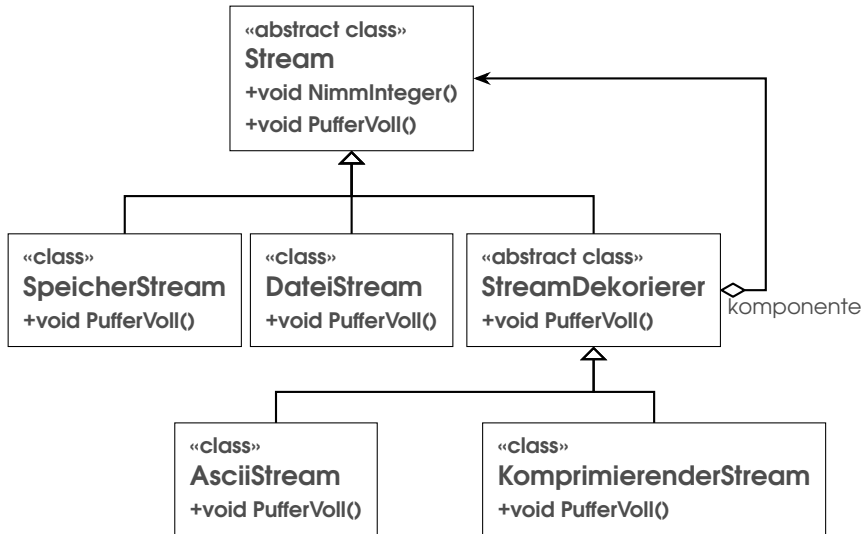 «abstract class»
Stream
+void NimmInteger()
+void PufferVoll()
«class»
SpeicherStream
+void PufferVoll()
«class»
DateiStream
+void PufferVoll()
«abstract class»
StreamDekorierer
+void PufferVoll()
komponente
«class»
AsciiStream
+void PufferVoll()
«class»
KomprimierenderStream
+void PufferVoll()